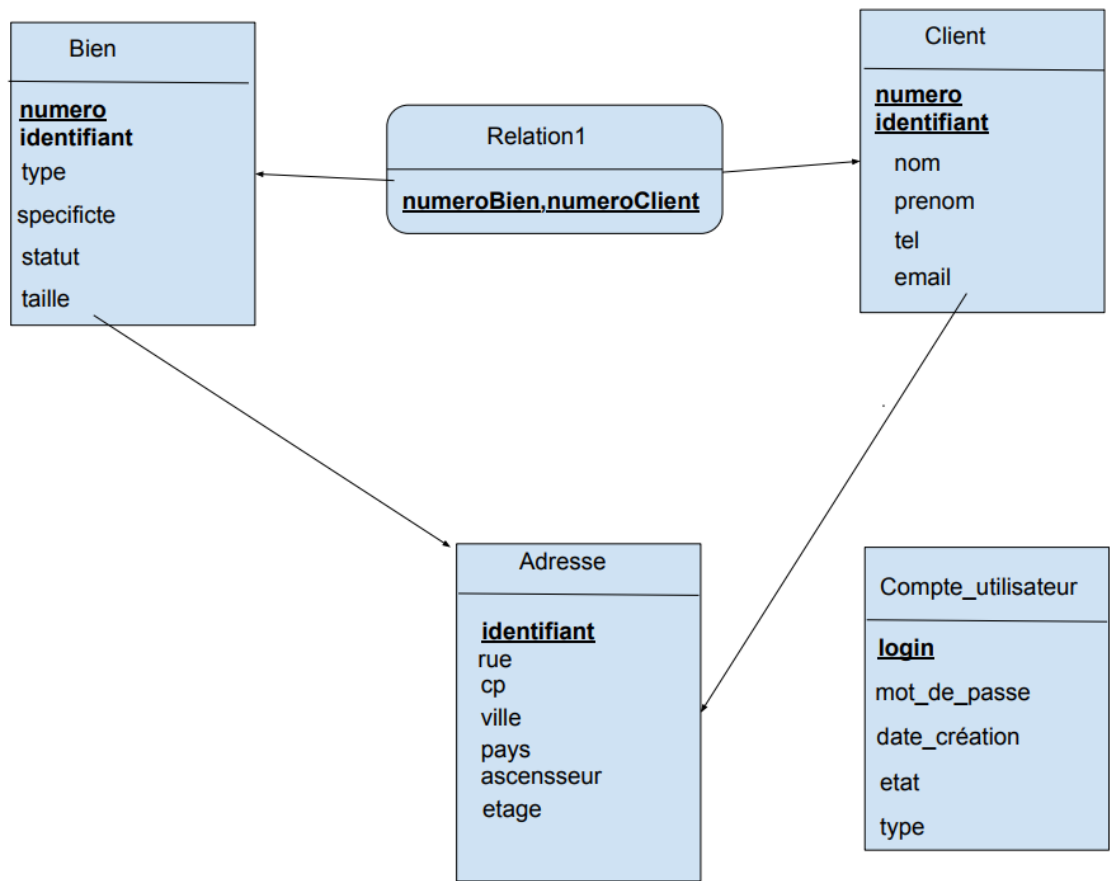 Bien
numero
identifiant
type
specificte
statut
taille
Relation1
numeroBien,numeroClient
Client
numero
identifiant
nom
prenom
tel
email
Adresse
identifiant
rue
cp
ville
pays
ascensseur
etage
Compte_utilisateur
login
mot_de_passe
date_création
etat
type